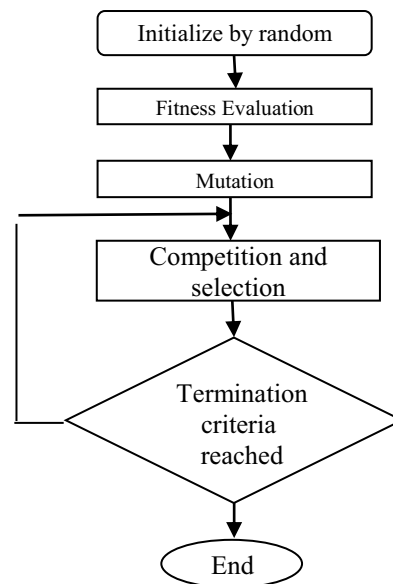 Initialize by random
Fitness Evaluation
Mutation
Competition and
selection
Termination
criteria
reached
End